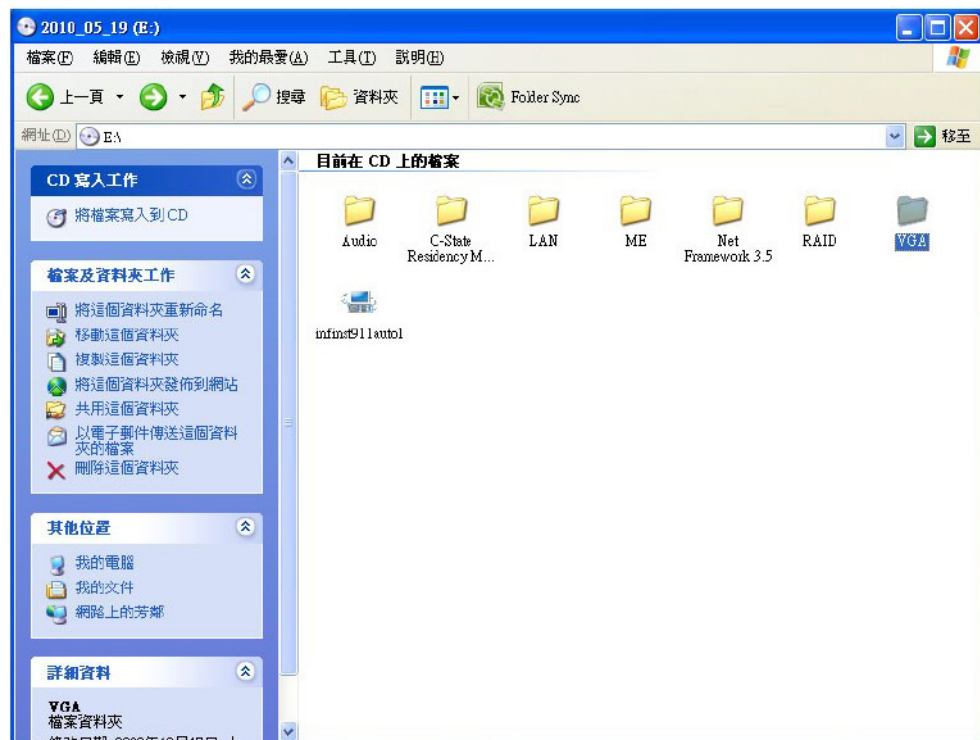 2010_05_19 (E:)
檔案(F) 編輯(E) 檢視(V) 我的最愛(A) 工具(T) 說明(H)
上一頁 搜尋 資料夾 Folder Sync
網址(D) E:\ 移至
CD 寫入工作
將檔案寫入到 CD
檔案及資料夾工作
將這個資料夾重新命名
移動這個資料夾
複製這個資料夾
將這個資料夾發佈到網站
共用這個資料夾
以電子郵件傳送這個資料
夾的檔案
刪除這個資料夾
其他位置
我的電腦
我的文件
網路上的芳鄰
詳細資料
VGA
檔案資料夾
目前在 CD 上的檔案
Audio
C-State
Residency M...
LAN
ME
Net
Framework 3.5
RAID
VGA
infinst911autol